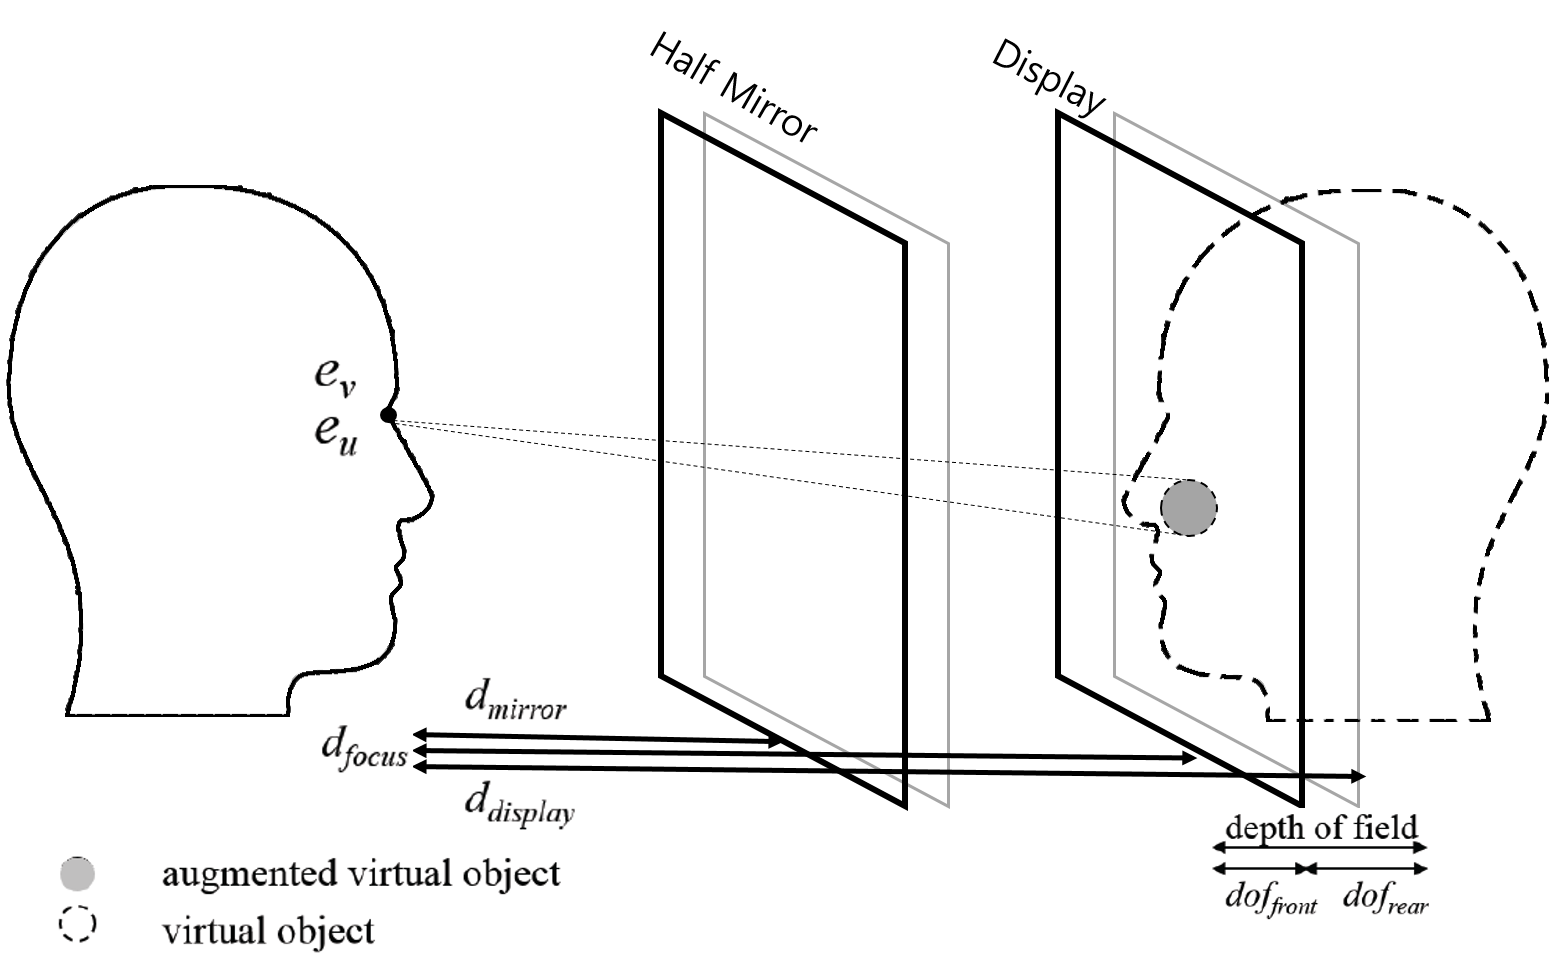 Half Mirror
Display
e_v
e_u
d_mirror
d_focus
d_display
depth of field
dof_front dof_rear
augmented virtual object
virtual object